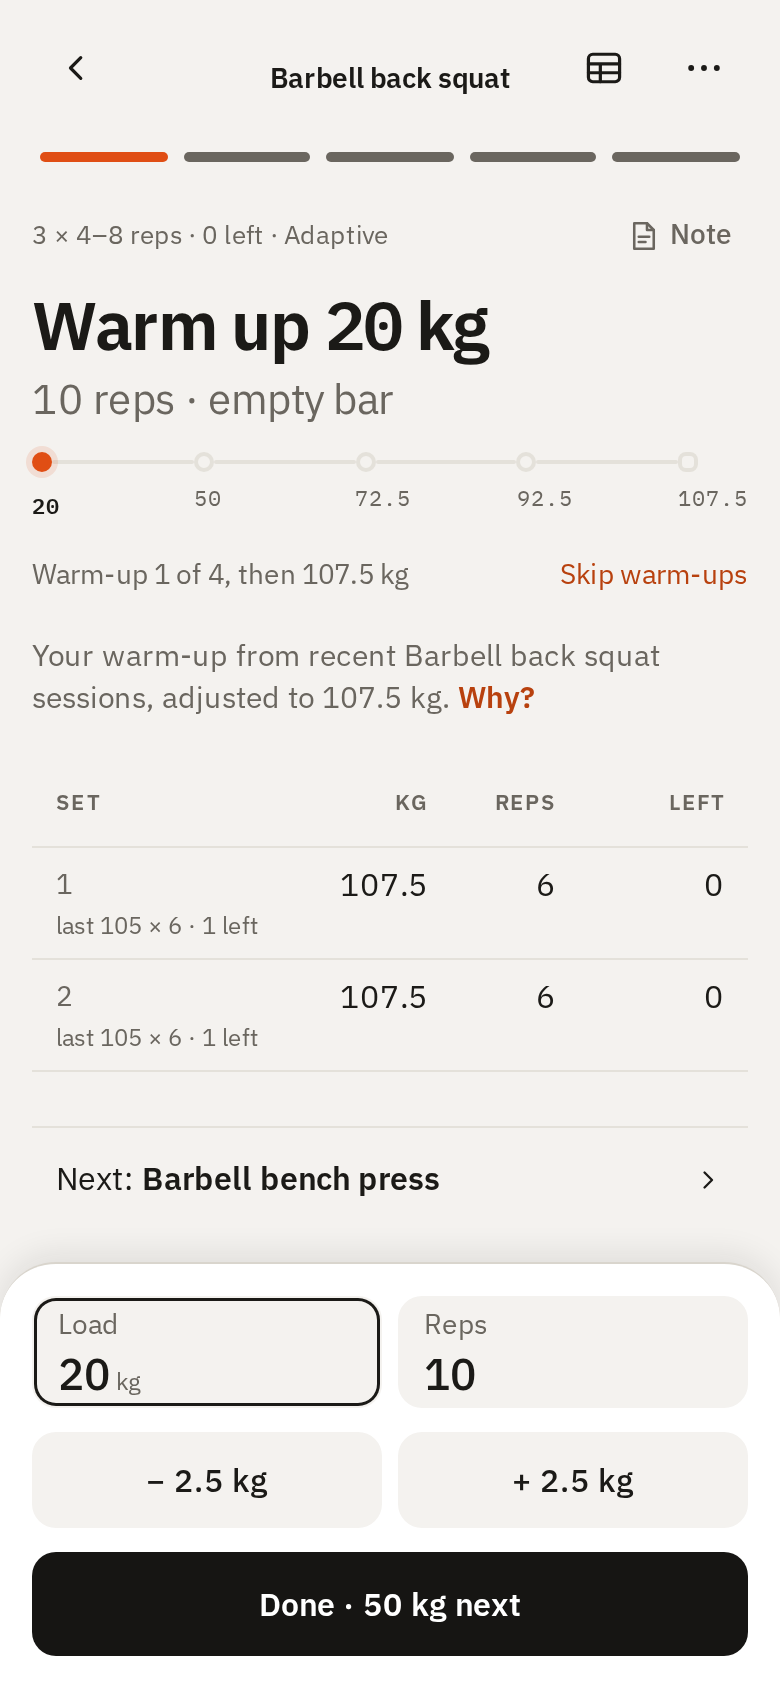 Barbell back squat
3 × 4–8 reps · 0 left · Adaptive
Note
Warm up 20 kg
10 reps · empty bar
20 50 72.5 92.5 107.5
Warm-up 1 of 4, then 107.5 kg
Skip warm-ups
Your warm-up from recent Barbell back squat
sessions, adjusted to 107.5 kg. Why?
SET KG REPS LEFT
1 107.5 6 0
last 105 × 6 · 1 left
2 107.5 6 0
last 105 × 6 · 1 left
Next: Barbell bench press
Load
20 kg
Reps
10
− 2.5 kg
+ 2.5 kg
Done · 50 kg next